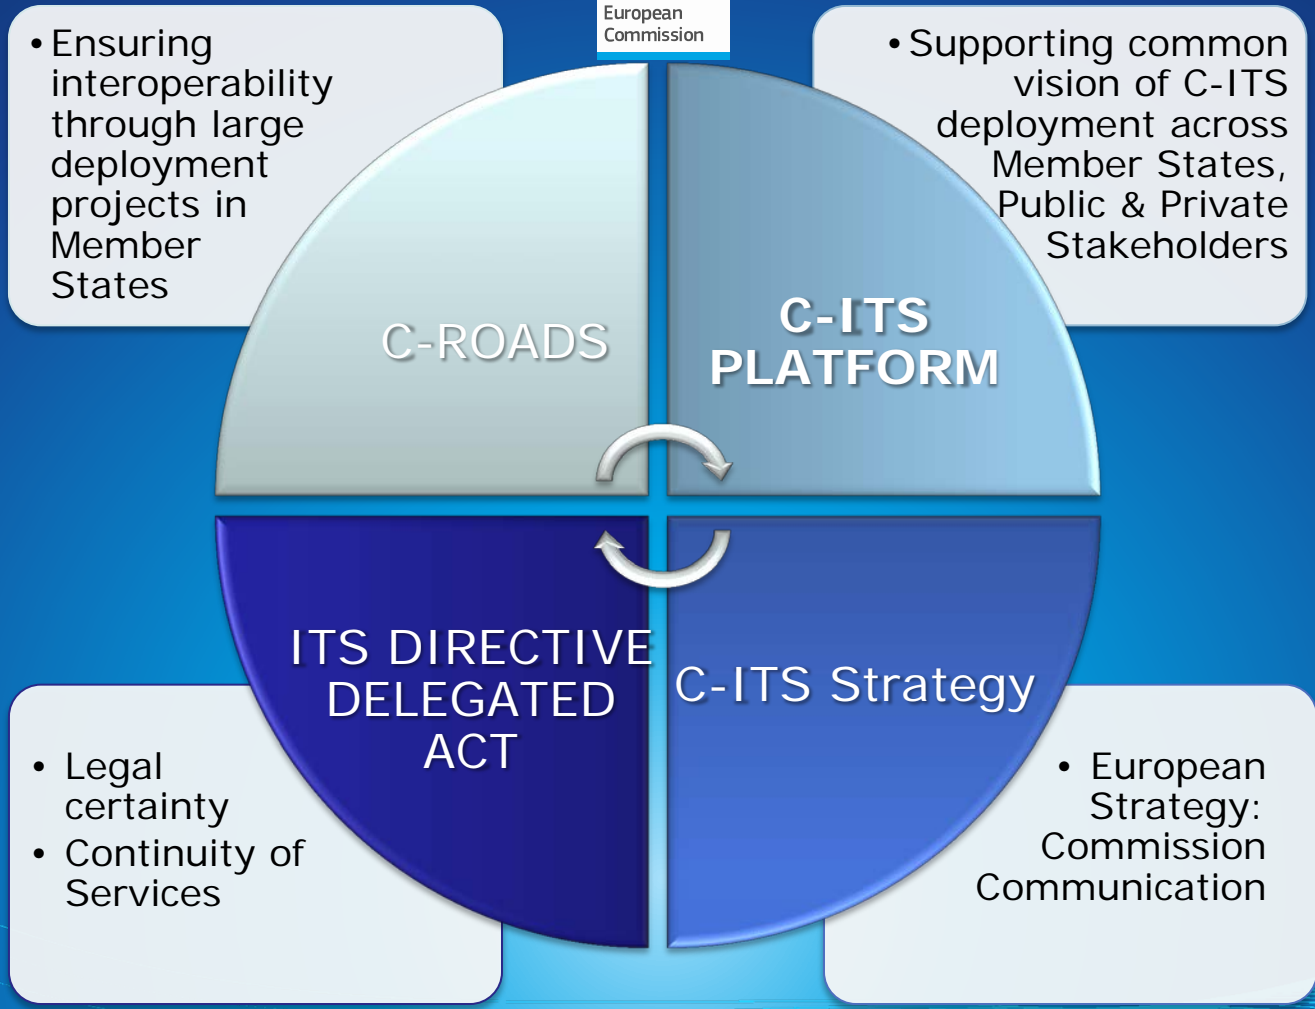 European
Commission
• Ensuring
interoperability
through large
deployment
projects in
Member
States
• Supporting common
vision of C-ITS
deployment across
Member States,
Public & Private
Stakeholders
C-ROADS
C-ITS
PLATFORM
ITS DIRECTIVE
DELEGATED
ACT
C-ITS Strategy
• Legal
certainty
• Continuity of
Services
• European
Strategy:
Commission
Communication